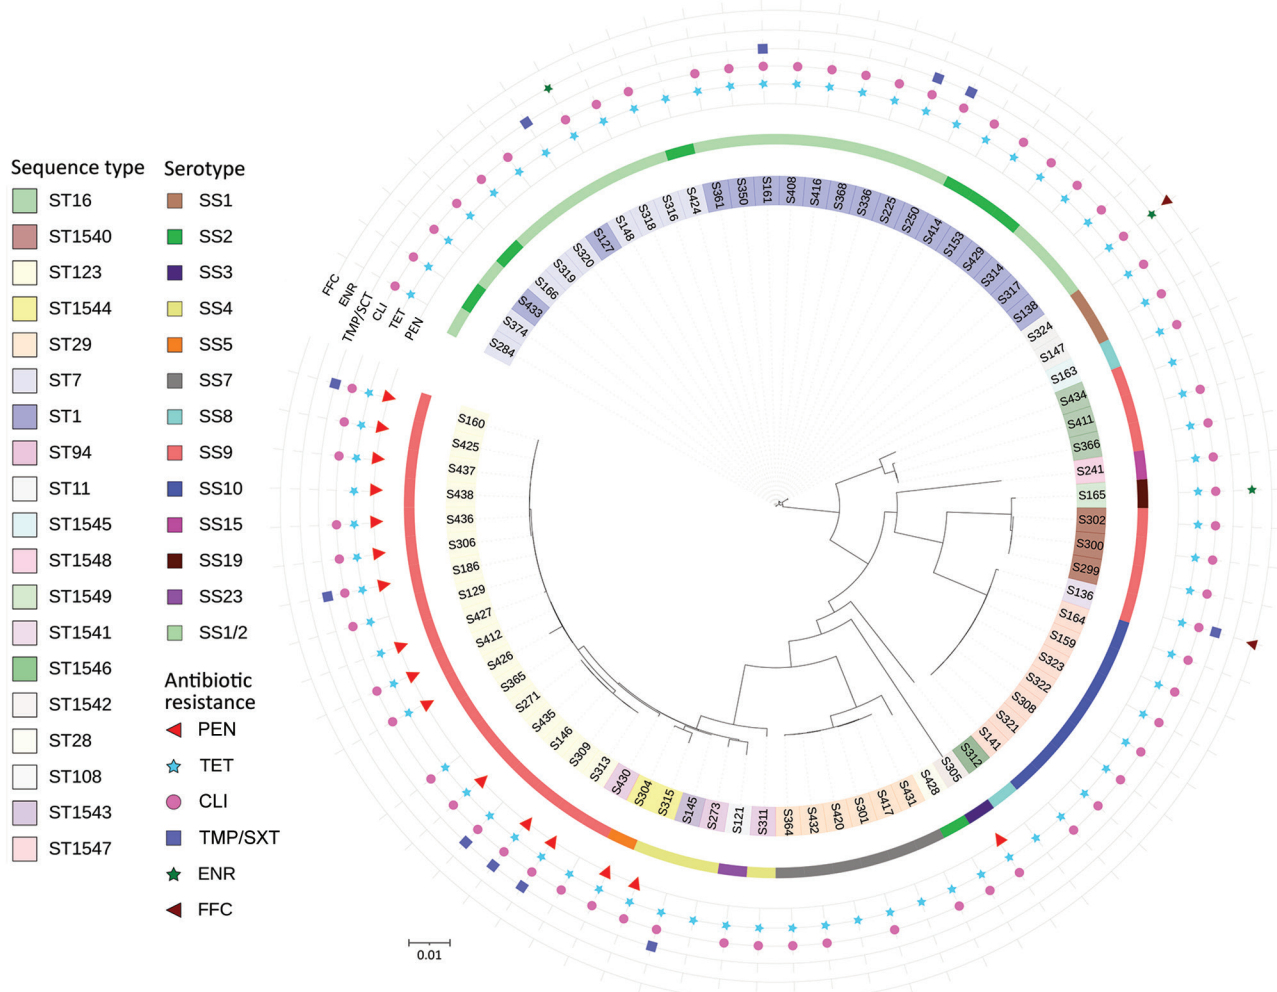 Sequence type
ST16
ST1540
ST123
ST1544
ST29
ST7
ST1
ST94
ST11
ST1545
ST1548
ST1549
ST1541
ST1546
ST1542
ST28
ST108
ST1543
ST1547
Serotype
SS1
SS2
SS3
SS4
SS5
SS7
SS8
SS9
SS10
SS15
SS19
SS23
SS1/2
Antibiotic
resistance
PEN
TET
CLI
TMP/SXT
ENR
FFC
FFC
ENR
TMP/SCT
CLI
TET
PEN
S284
S374
S433
S166
S319
S320
S127
S148
S318
S316
S424
S361
S350
S161
S408
S416
S368
S336
S225
S250
S414
S153
S429
S314
S317
S138
S324
S147
S163
S434
S411
S366
S241
S165
S302
S300
S299
S136
S164
S159
S323
S322
S308
S321
S141
S312
S305
S428
S431
S417
S301
S420
S432
S364
S311
S121
S273
S145
S315
S304
S430
S313
S309
S146
S435
S271
S365
S426
S412
S427
S129
S186
S306
S436
S438
S437
S425
S160
0.01